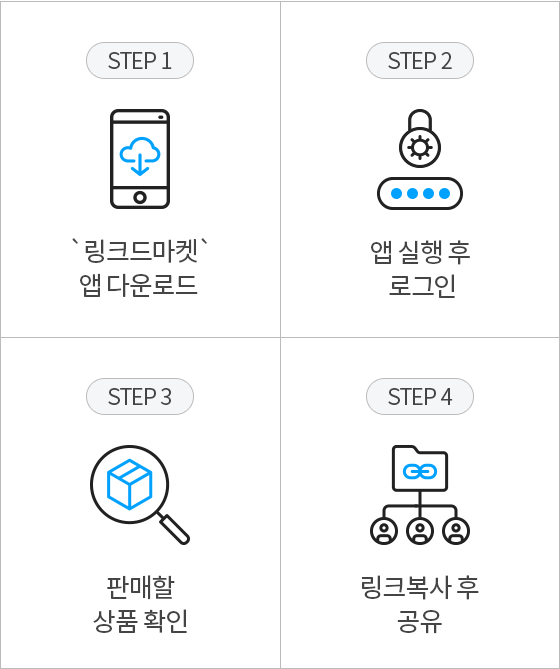 STEP 1
`링크드마켓`
앱 다운로드
STEP 2
앱 실행 후
로그인
STEP 3
판매할
상품 확인
STEP 4
링크복사 후
공유